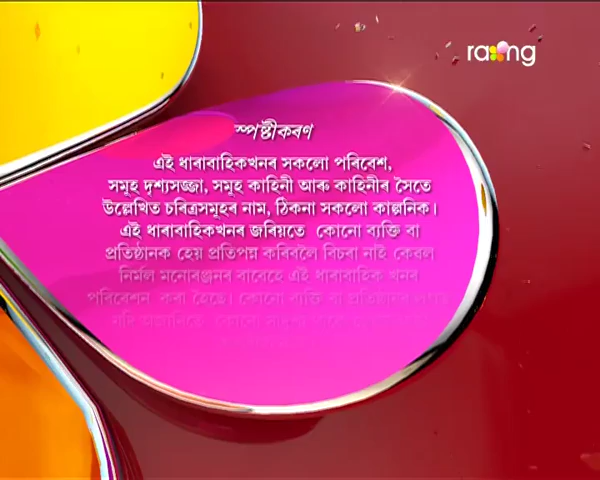 rang
স্পষ্টীকৰণ
এই ধাৰাবাহিকখনৰ সকলো পৰিবেশ,
সমূহ দৃশ্যসজ্জা, সমূহ কাহিনী আৰু কাহিনীৰ সৈতে
উল্লেখিত চৰিত্ৰসমূহৰ নাম, ঠিকনা সকলো কাল্পনিক।
এই ধাৰাবাহিকখনৰ জৰিয়তে কোনো ব্যক্তি বা
প্ৰতিষ্ঠানক হেয় প্ৰতিপন্ন কৰিবলৈ বিচৰা নাই কেৱল
নিৰ্মল মনোৰঞ্জনৰ বাবেহে এই ধাৰাবাহিক খনৰ
পৰিবেশন কৰা হৈছে। কোনো ব্যক্তি বা প্ৰতিষ্ঠানৰ